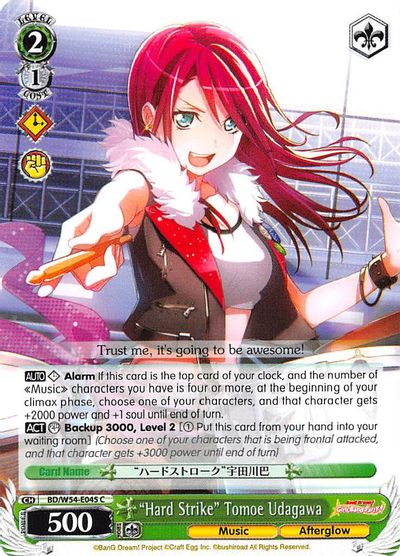 LEVEL
2
1
COST
Trust me, it's going to be awesome!
AUTO Alarm If this card is the top card of your clock, and the number of
«Music» characters you have is four or more, at the beginning of your
climax phase, choose one of your characters, and that character gets
+2000 power and +1 soul until end of turn.
ACT Backup 3000, Level 2 [① Put this card from your hand into your
waiting room] (Choose one of your characters that is being frontal attacked,
and that character gets +3000 power until end of turn)
Card Name
"ハードストローク"宇田川巴
CH BD/W54-E045 C
"Hard Strike" Tomoe Udagawa
500
Music
Afterglow
©BanG Dream! Project ©Craft Egg Inc. ©bushiroad All Rights Reserved.